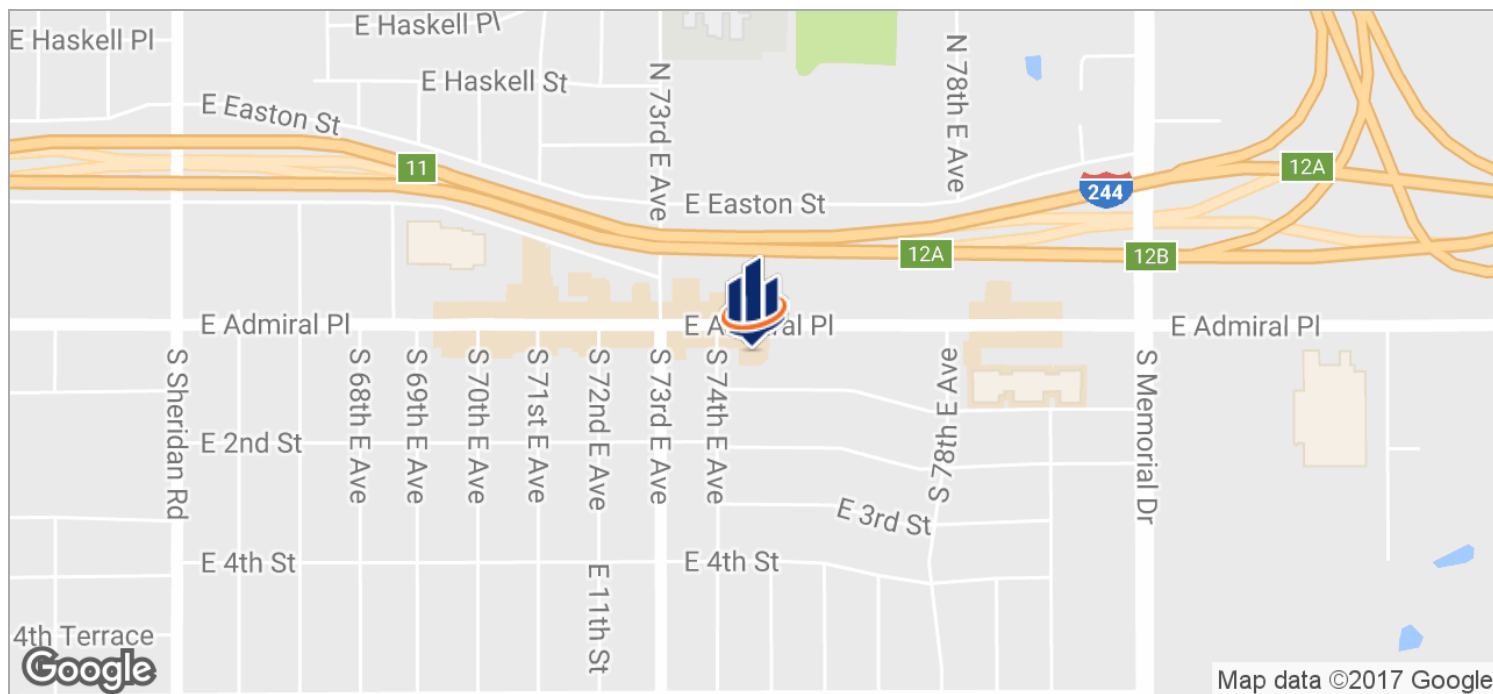 E Haskell Pl
E Haskell Pl
E Haskell St
E Easton St
N 73rd E Ave
N 78th E Ave
11
12A
244
E Easton St
12A
12B
E Admiral Pl
E Admiral Pl
E Admiral Pl
S Sheridan Rd
S 68th E Ave
S 69th E Ave
S 70th E Ave
S 71st E Ave
S 72nd E Ave
S 73rd E Ave
S 74th E Ave
S 78th E Ave
S Memorial Dr
E 2nd St
E 3rd St
E 4th St
E 4th St
E 11th St
4th Terrace
Google
Map data ©2017 Google